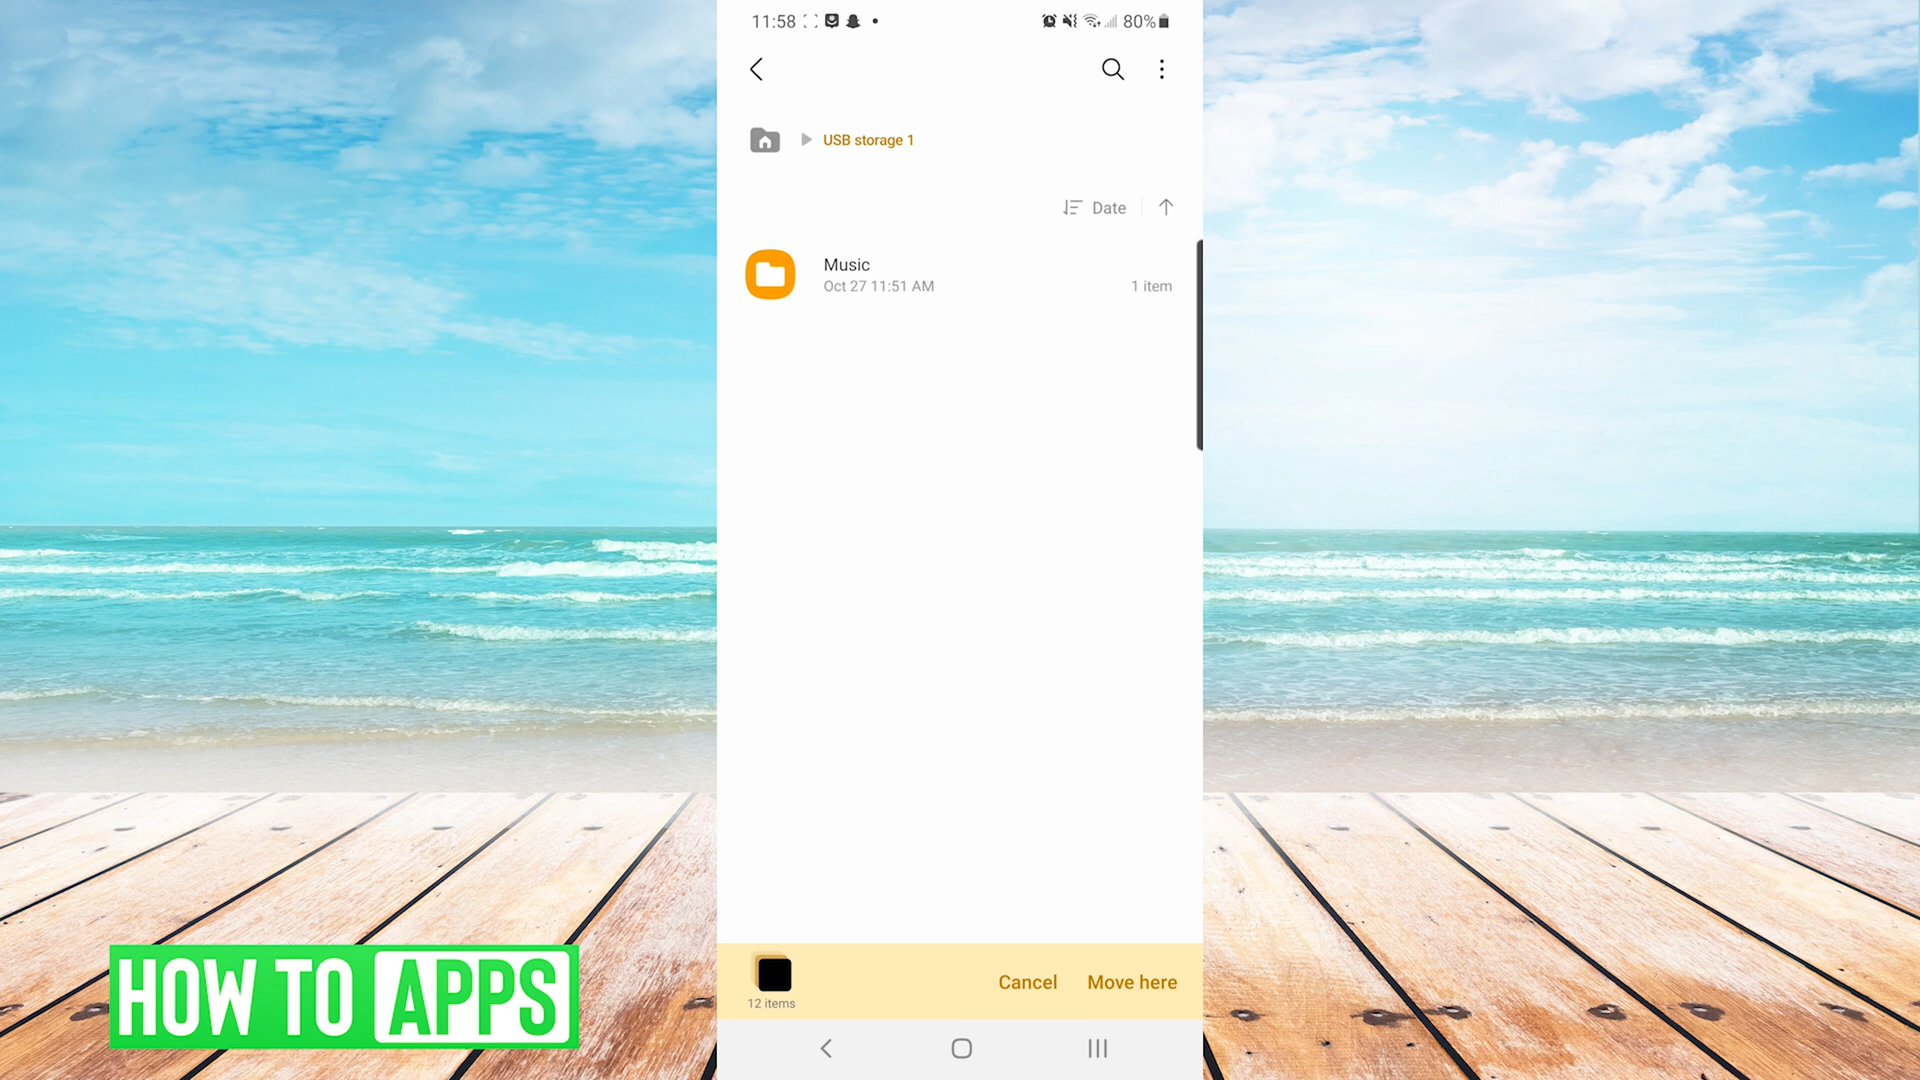 11:58
80%
USB storage 1
Date
Music
Oct 27 11:51 AM
1 item
12 items
Cancel
Move here
HOW TO APPS